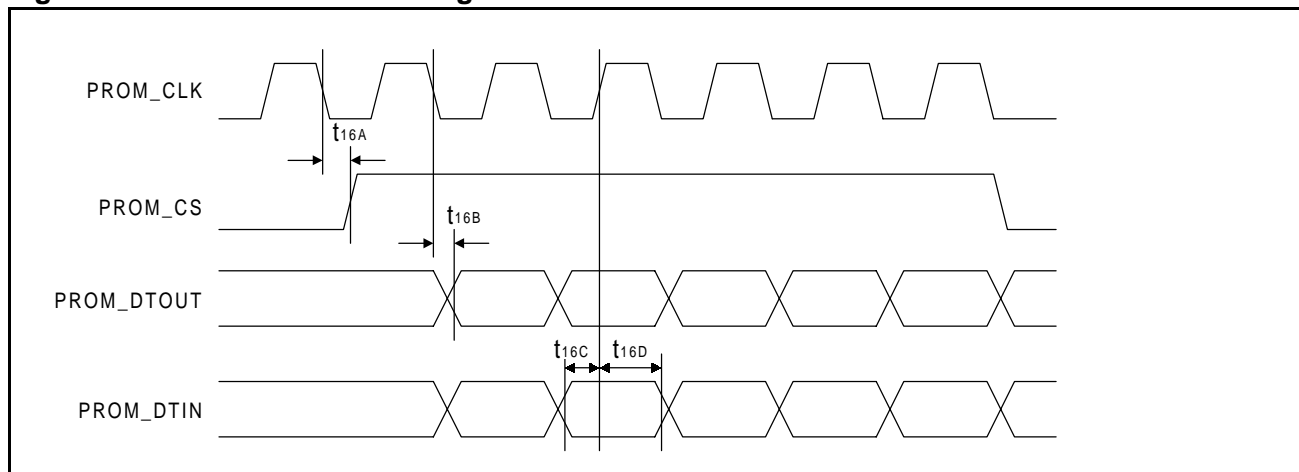 PROM_CLK
t16A
PROM_CS
t16B
PROM_DTOUT
t16C t16D
PROM_DTIN